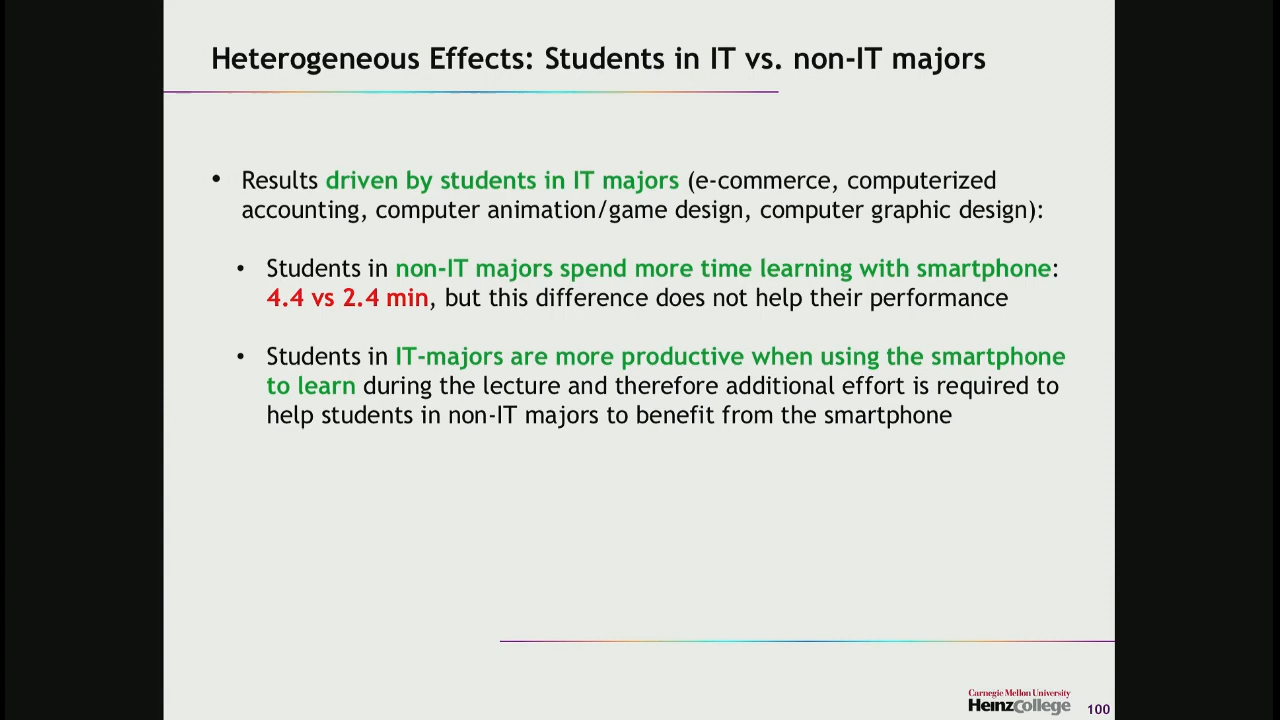 Heterogeneous Effects: Students in IT vs. non-IT majors
• Results driven by students in IT majors (e-commerce, computerized
accounting, computer animation/game design, computer graphic design):
• Students in non-IT majors spend more time learning with smartphone:
4.4 vs 2.4 min, but this difference does not help their performance
• Students in IT-majors are more productive when using the smartphone
to learn during the lecture and therefore additional effort is required to
help students in non-IT majors to benefit from the smartphone
Carnegie Mellon University
HeinzCollege
100